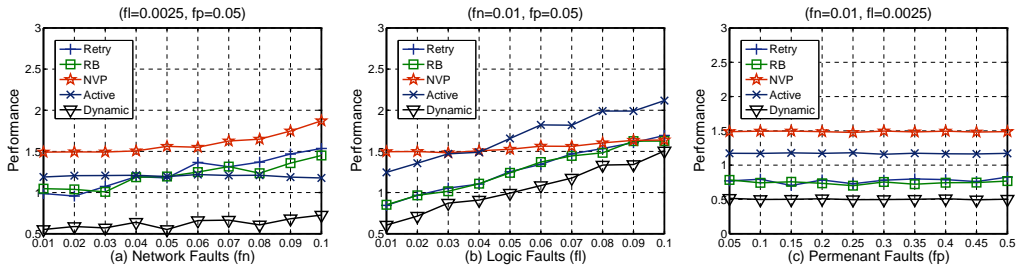 (fl=0.0025, fp=0.05)
3
2.5
2
1.5
1
0.5
Performance
Retry
RB
NVP
Active
Dynamic
0.01 0.02 0.03 0.04 0.05 0.06 0.07 0.08 0.09 0.1
(a) Network Faults (fn)
(fn=0.01, fp=0.05)
3
2.5
2
1.5
1
0.5
Performance
Retry
RB
NVP
Active
Dynamic
0.01 0.02 0.03 0.04 0.05 0.06 0.07 0.08 0.09 0.1
(b) Logic Faults (fl)
(fn=0.01, fl=0.0025)
3
2.5
2
1.5
1
0.5
0
Performance
Retry
RB
NVP
Active
Dynamic
0.05 0.1 0.15 0.2 0.25 0.3 0.35 0.4 0.45 0.5
(c) Permenant Faults (fp)